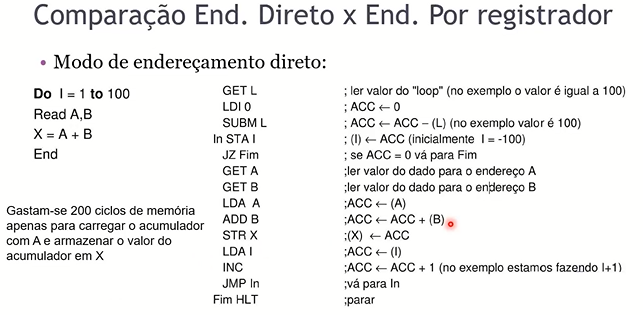 Comparação End. Direto x End. Por registrador
• Modo de endereçamento direto:
Do I = 1 to 100
Read A,B
X = A + B
End
Gastam-se 200 ciclos de memória
apenas para carregar o acumulador
com A e armazenar o valor do
acumulador em X
GET L ; ler valor do "loop" (no exemplo o valor é igual a 100)
LDI 0 ; ACC ← 0
SUBM L ; ACC ← ACC – (L) (no exemplo valor é 100)
In STA I ; (I) ← ACC (inicialmente I = -100)
JZ Fim ; se ACC = 0 vá para Fim
GET A ;ler valor do dado para o endereço A
GET B ;ler valor do dado para o endereço B
LDA A ;ACC ← (A)
ADD B ;ACC ← ACC + (B)
STR X ;(X) ← ACC
LDA I ;ACC ← (I)
INC ;ACC ← ACC + 1 (no exemplo estamos fazendo I+1)
JMP In ;vá para In
Fim HLT ;parar